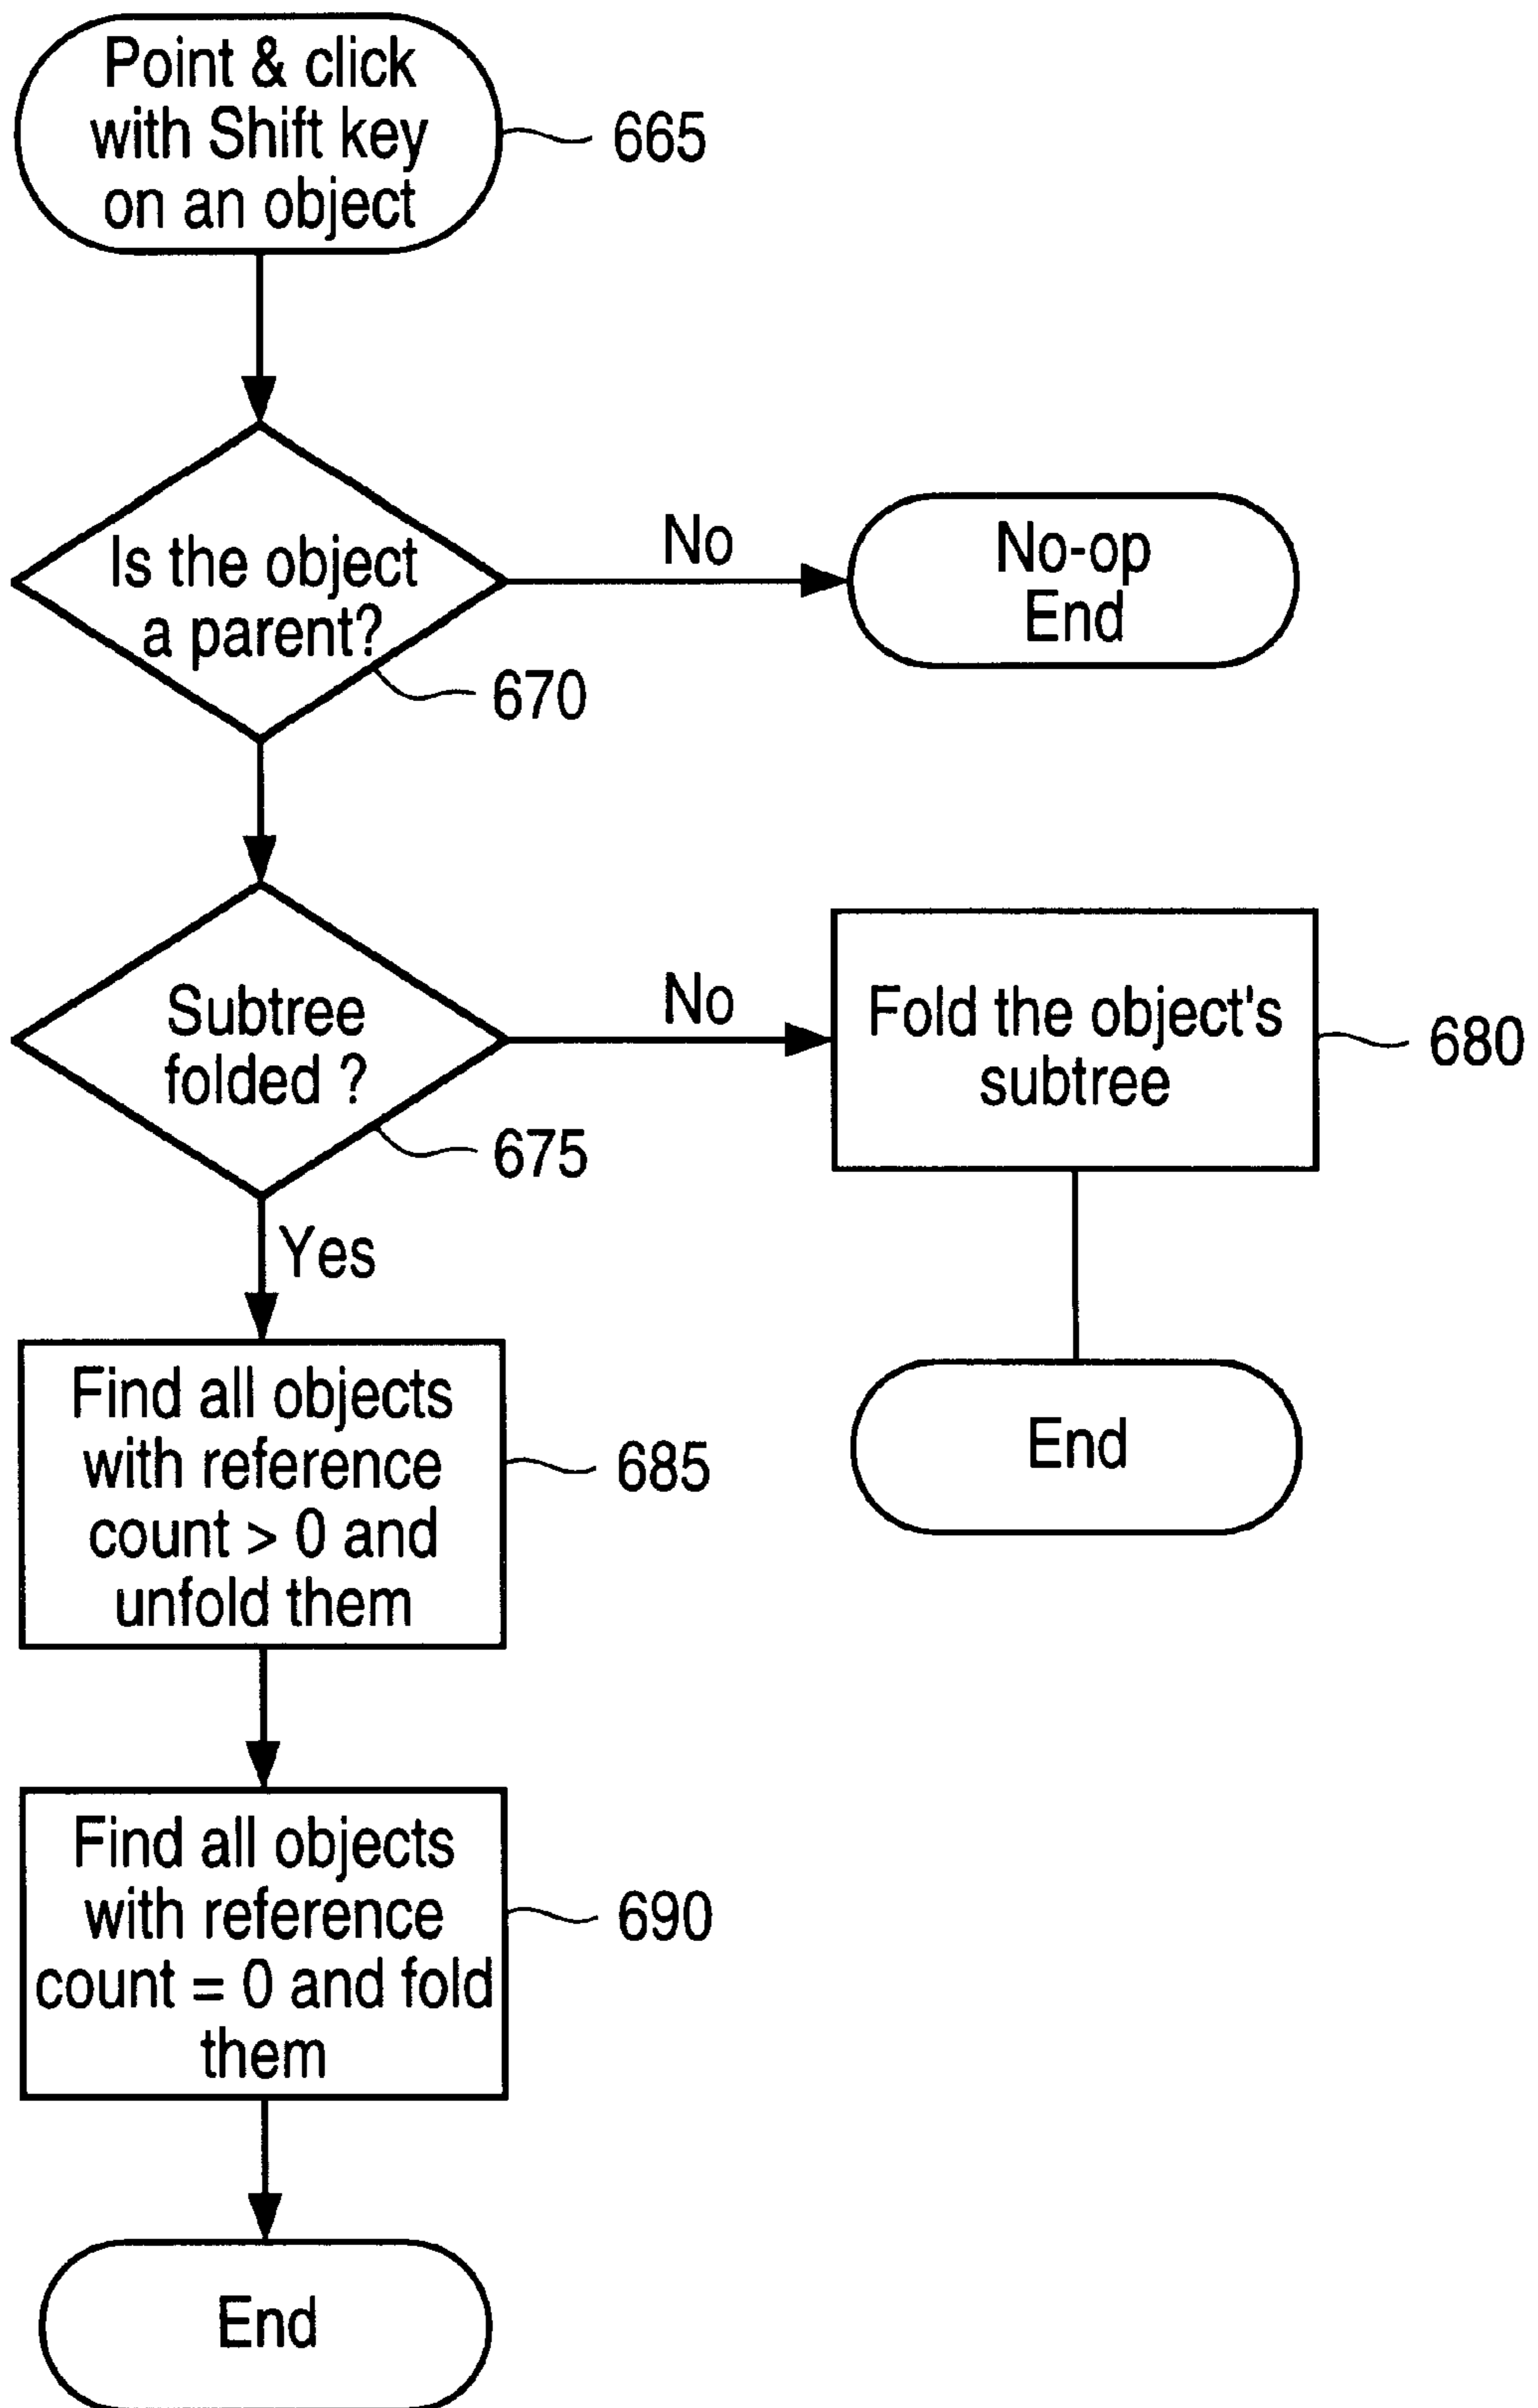 Point & click
with Shift key
on an object
665
Is the object
a parent?
No
No-op
End
670
Subtree
folded ?
No
Fold the object's
subtree
680
675
Yes
Find all objects
with reference
count > 0 and
unfold them
685
End
Find all objects
with reference
count = 0 and fold
them
690
End